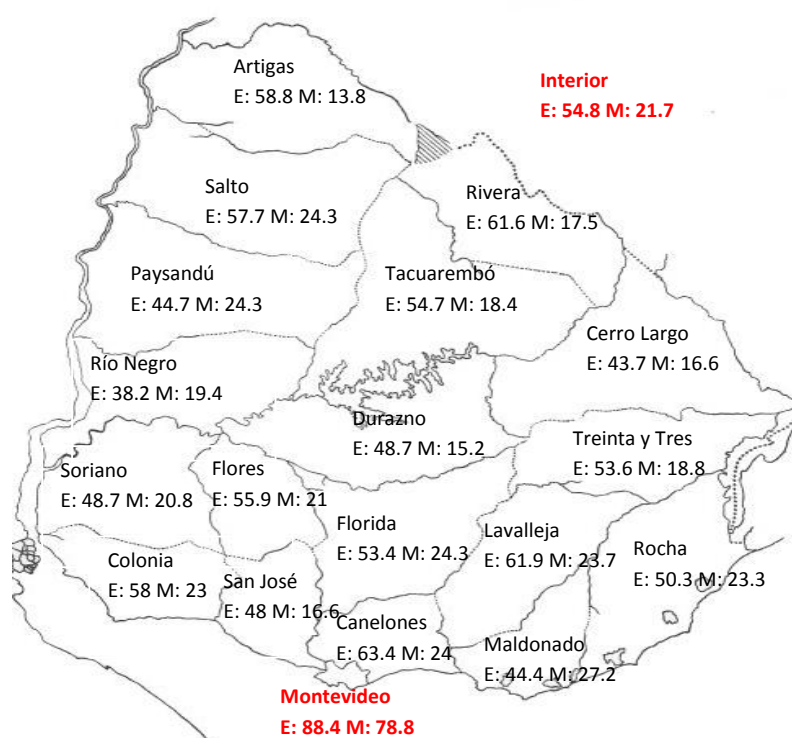 Artigas
E: 58.8 M: 13.8
Interior
E: 54.8 M: 21.7
Salto
E: 57.7 M: 24.3
Rivera
E: 61.6 M: 17.5
Paysandú
E: 44.7 M: 24.3
Tacuarembó
E: 54.7 M: 18.4
Cerro Largo
E: 43.7 M: 16.6
Río Negro
E: 38.2 M: 19.4
Durazno
E: 48.7 M: 15.2
Treinta y Tres
E: 53.6 M: 18.8
Soriano
E: 48.7 M: 20.8
Flores
E: 55.9 M: 21
Florida
E: 53.4 M: 24.3
Lavalleja
E: 61.9 M: 23.7
Rocha
E: 50.3 M: 23.3
Colonia
E: 58 M: 23
San José
E: 48 M: 16.6
Canelones
E: 63.4 M: 24
Maldonado
E: 44.4 M: 27.2
Montevideo
E: 88.4 M: 78.8